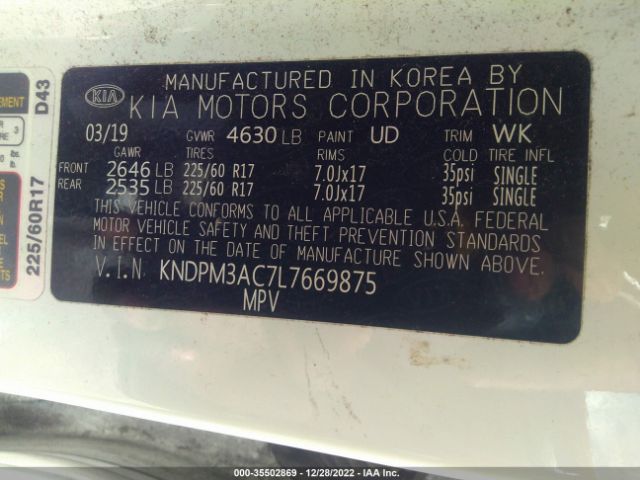 MANUFACTURED IN KOREA BY
KIA KIA MOTORS CORPORATION
03/19 GVWR 4630 LB PAINT UD TRIM WK
GAWR TIRES RIMS COLD TIRE INFL
FRONT 2646 LB 225/60 R17 7.0Jx17 35psi SINGLE
REAR 2535 LB 225/60 R17 7.0Jx17 35psi SINGLE
THIS VEHICLE CONFORMS TO ALL APPLICABLE U.S.A. FEDERAL
MOTOR VEHICLE SAFETY AND THEFT PREVENTION STANDARDS
IN EFFECT ON THE DATE OF MANUFACTURE SHOWN ABOVE.
V.I.N KNDPM3AC7L7669875
MPV
D43
225/60R17
3
000-35502869 - 12/28/2022 - IAA Inc.